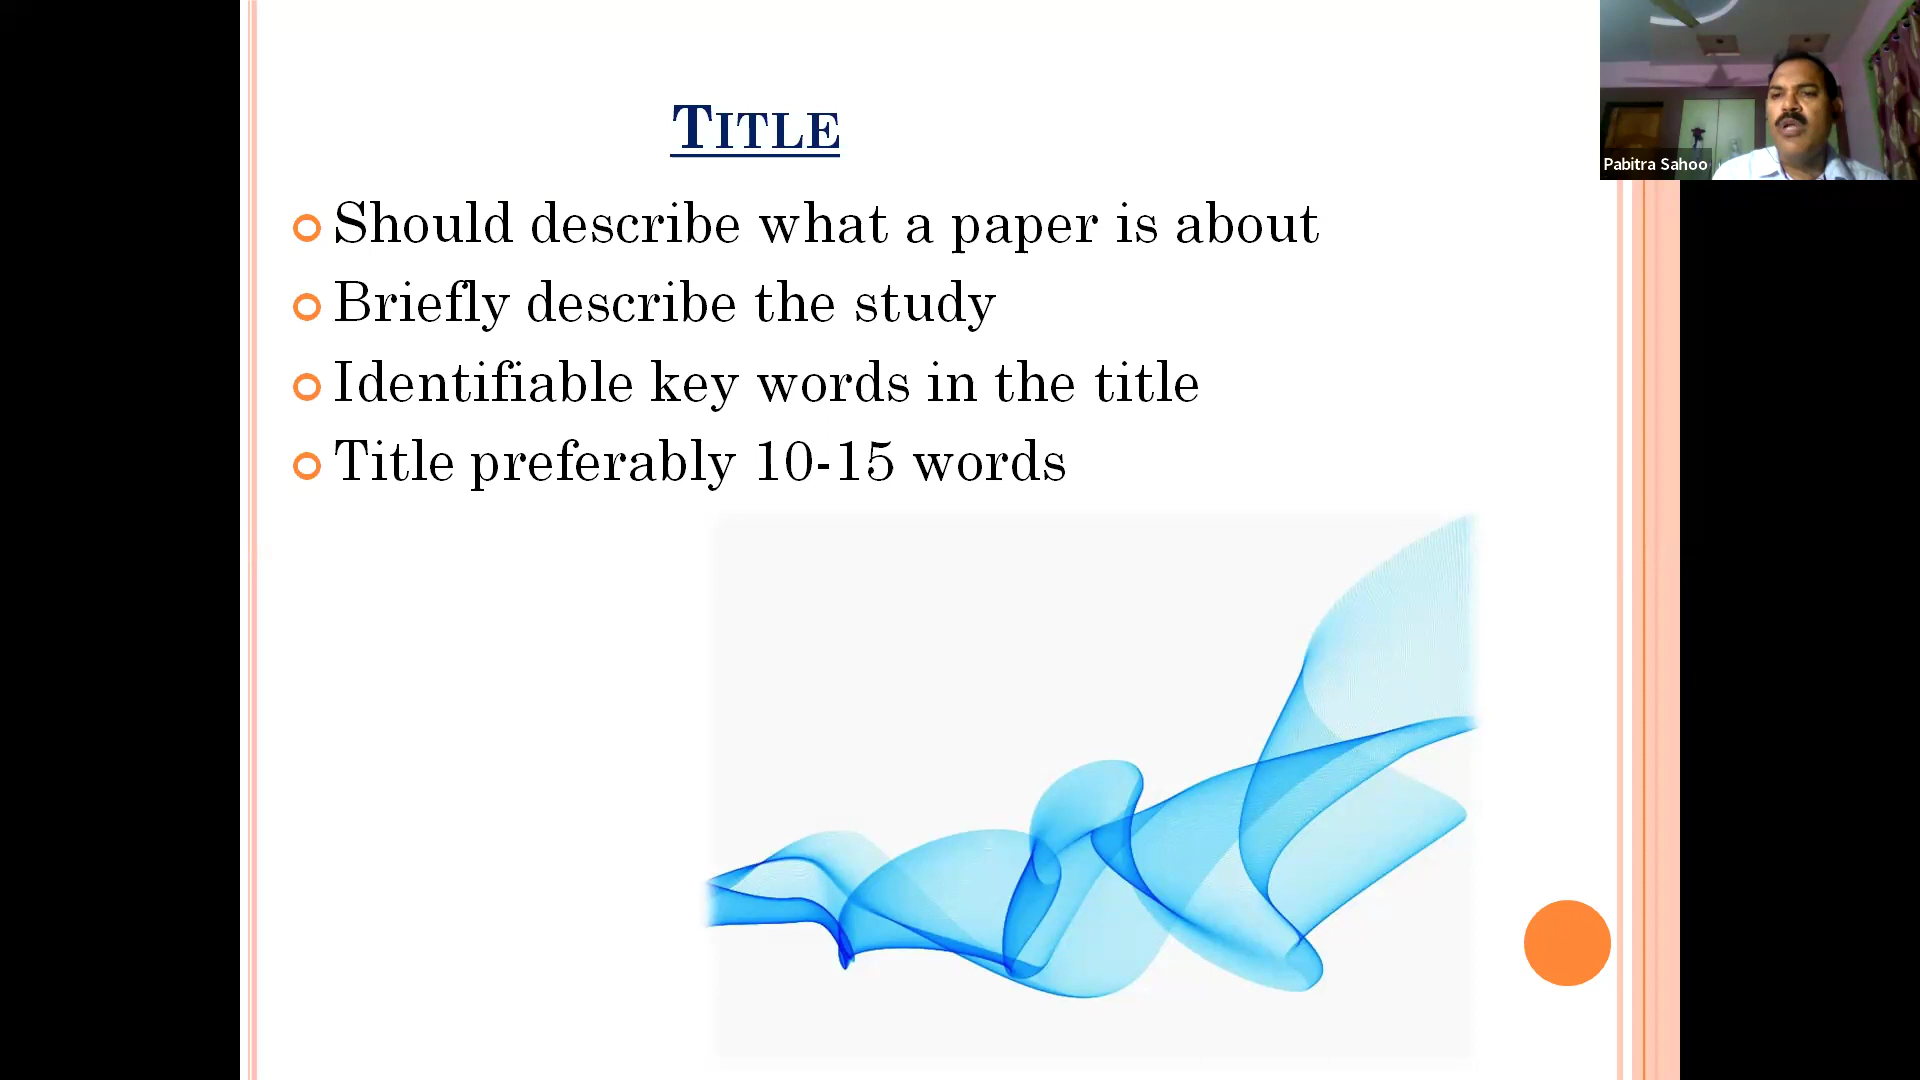 TITLE
Should describe what a paper is about
Briefly describe the study
Identifiable key words in the title
Title preferably 10-15 words
Pabitra Sahoo